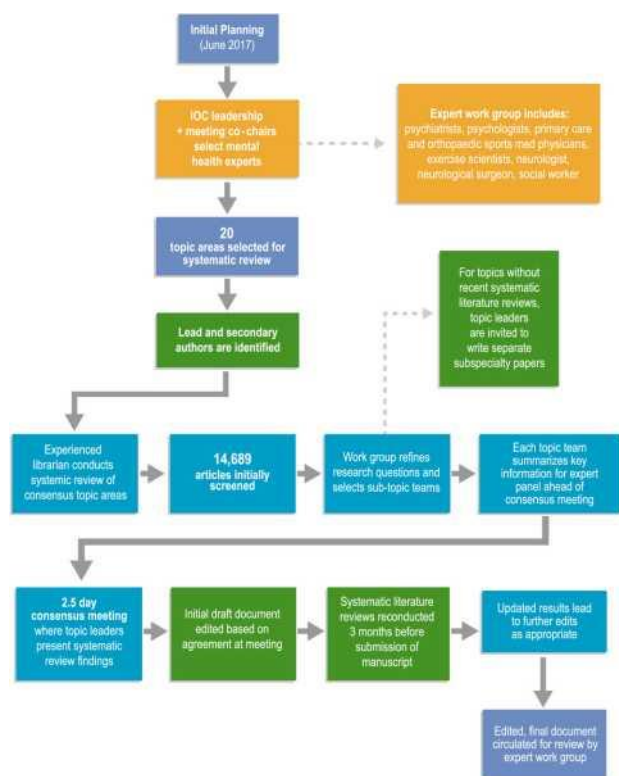 Initial Planning
(June 2017)
IOC leadership
+ meeting co-chairs
select mental
health experts
Expert work group includes:
psychiatrists, psychologists, primary care
and orthopaedic sports med physicians,
exercise scientists, neurologist,
neurological surgeon, social worker
20
topic areas selected for
systematic review
For topics without
recent systematic
literature reviews,
topic leaders
are invited to
write separate
subspecialty papers
Lead and secondary
authors are identified
Experienced
librarian conducts
systemic review of
consensus topic areas
14,689
articles initially
screened
Work group refines
research questions and
selects sub-topic teams
Each topic team
summarizes key
information for expert
panel ahead of
consensus meeting
2.5 day
consensus meeting
where topic leaders
present systematic
review findings
Initial draft document
edited based on
agreement at meeting
Systematic literature
reviews reconducted
3 months before
submission of
manuscript
Updated results lead
to further edits
as appropriate
Edited, final document
circulated for review by
expert work group